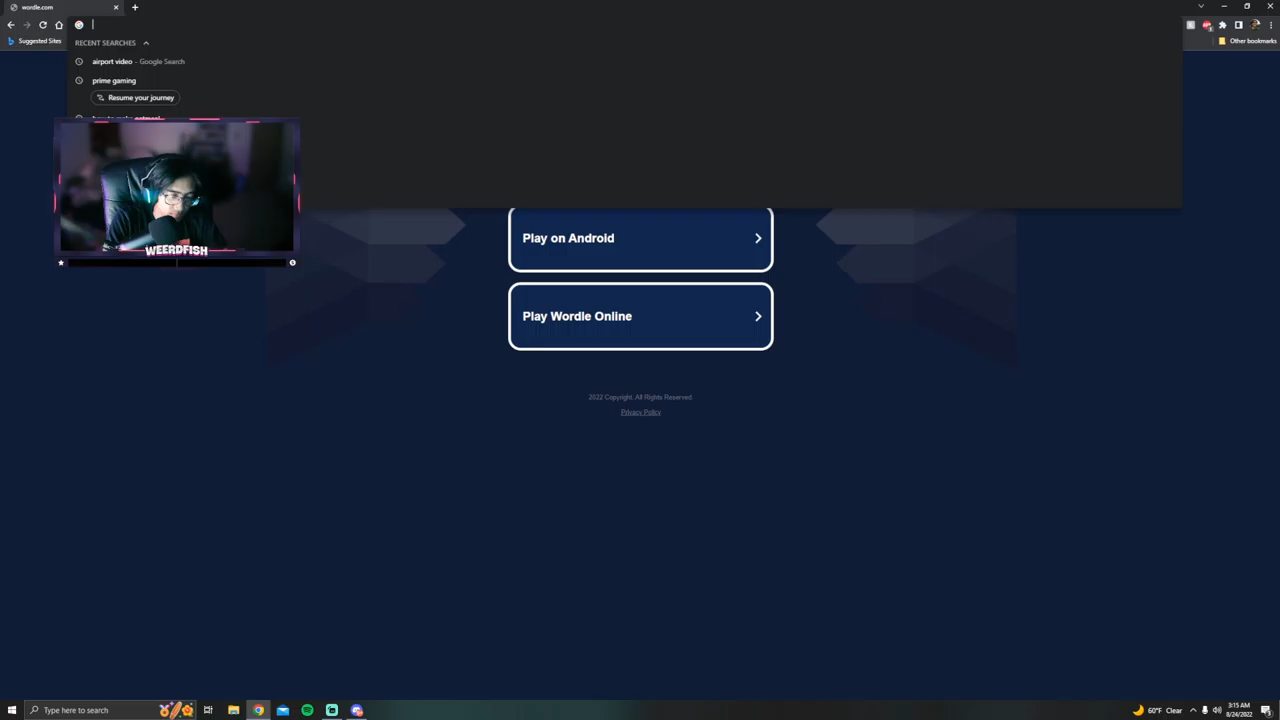 wordle.com
Suggested Sites
Other bookmarks
RECENT SEARCHES
airport video - Google Search
prime gaming
Resume your journey
WEERDFISH
Play on Android
Play Wordle Online
2022 Copyright. All Rights Reserved.
Privacy Policy
Type here to search
60°F Clear
3:15 AM
8/24/2022